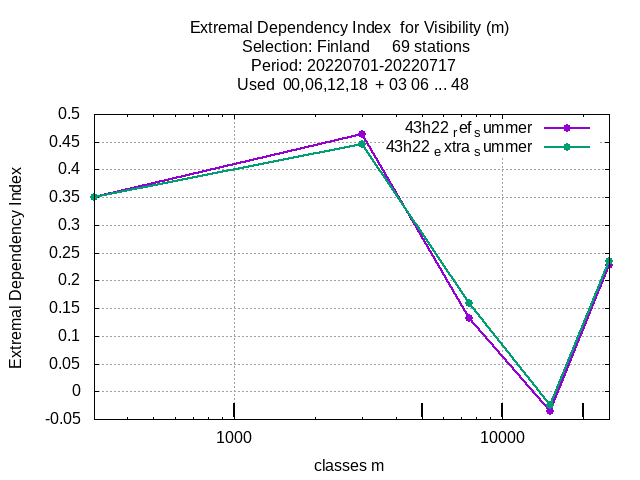 Extremal Dependency Index  for Visibility (m)
Selection: Finland     69 stations
Period: 20220701-20220717
Used  00,06,12,18  + 03 06 ... 48
0.5
43h22 ref summer
0.45
43h22 extra summer
0.4
0.35
0.3
0.25
0.2
0.15
0.1
0.05
0
-0.05
Extremal Dependency Index
1000
10000
classes m